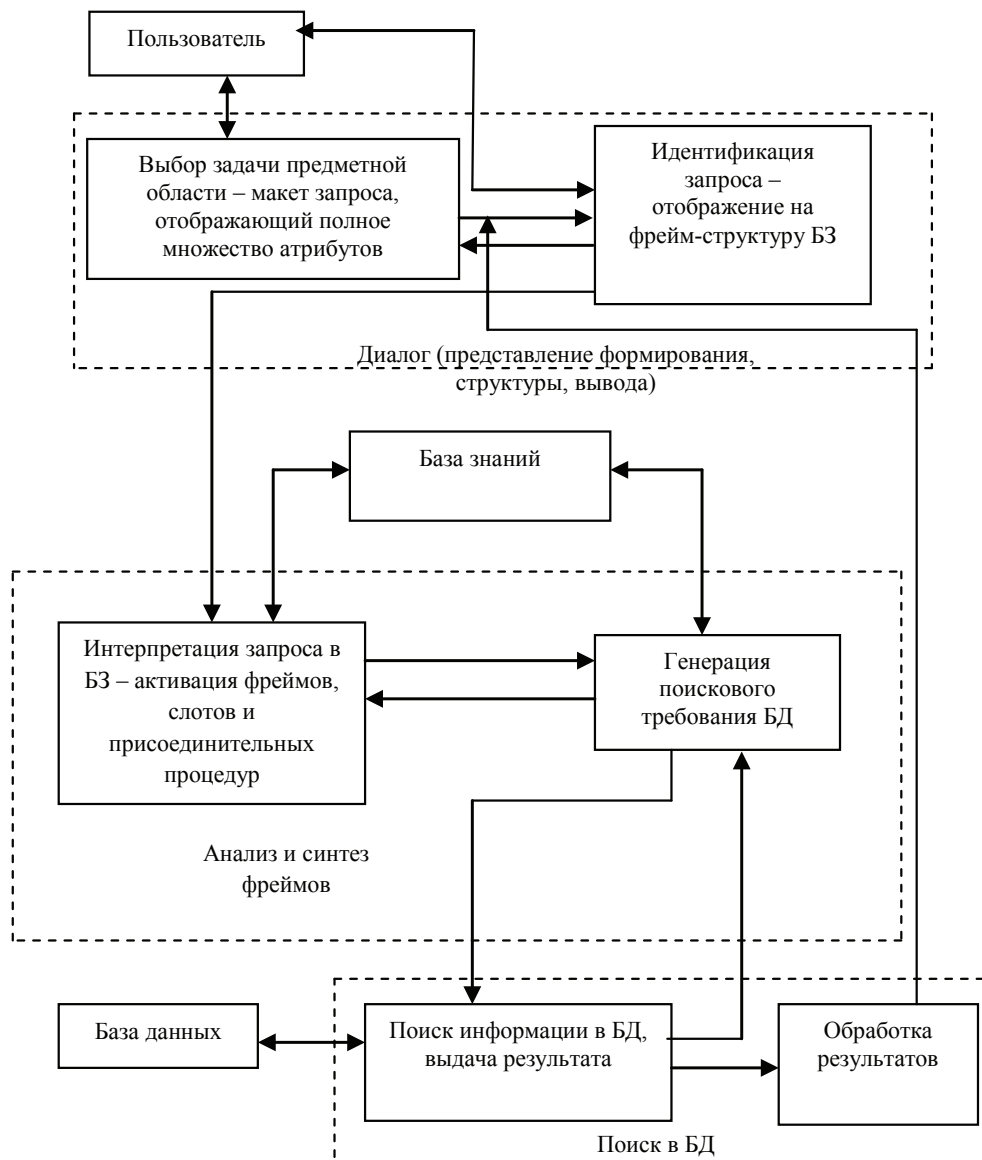 Пользователь
Выбор задачи предметной
области – макет запроса,
отображающий полное
множество атрибутов
Идентификация
запроса –
отображение на
фрейм-структуру БЗ
Диалог (представление формирования,
структуры, вывода)
База знаний
Интерпретация запроса в
БЗ – активация фреймов,
слотов и
присоединительных
процедур
Генерация
поискового
требования БД
Анализ и синтез
фреймов
База данных
Поиск информации в БД,
выдача результата
Обработка
результатов
Поиск в БД